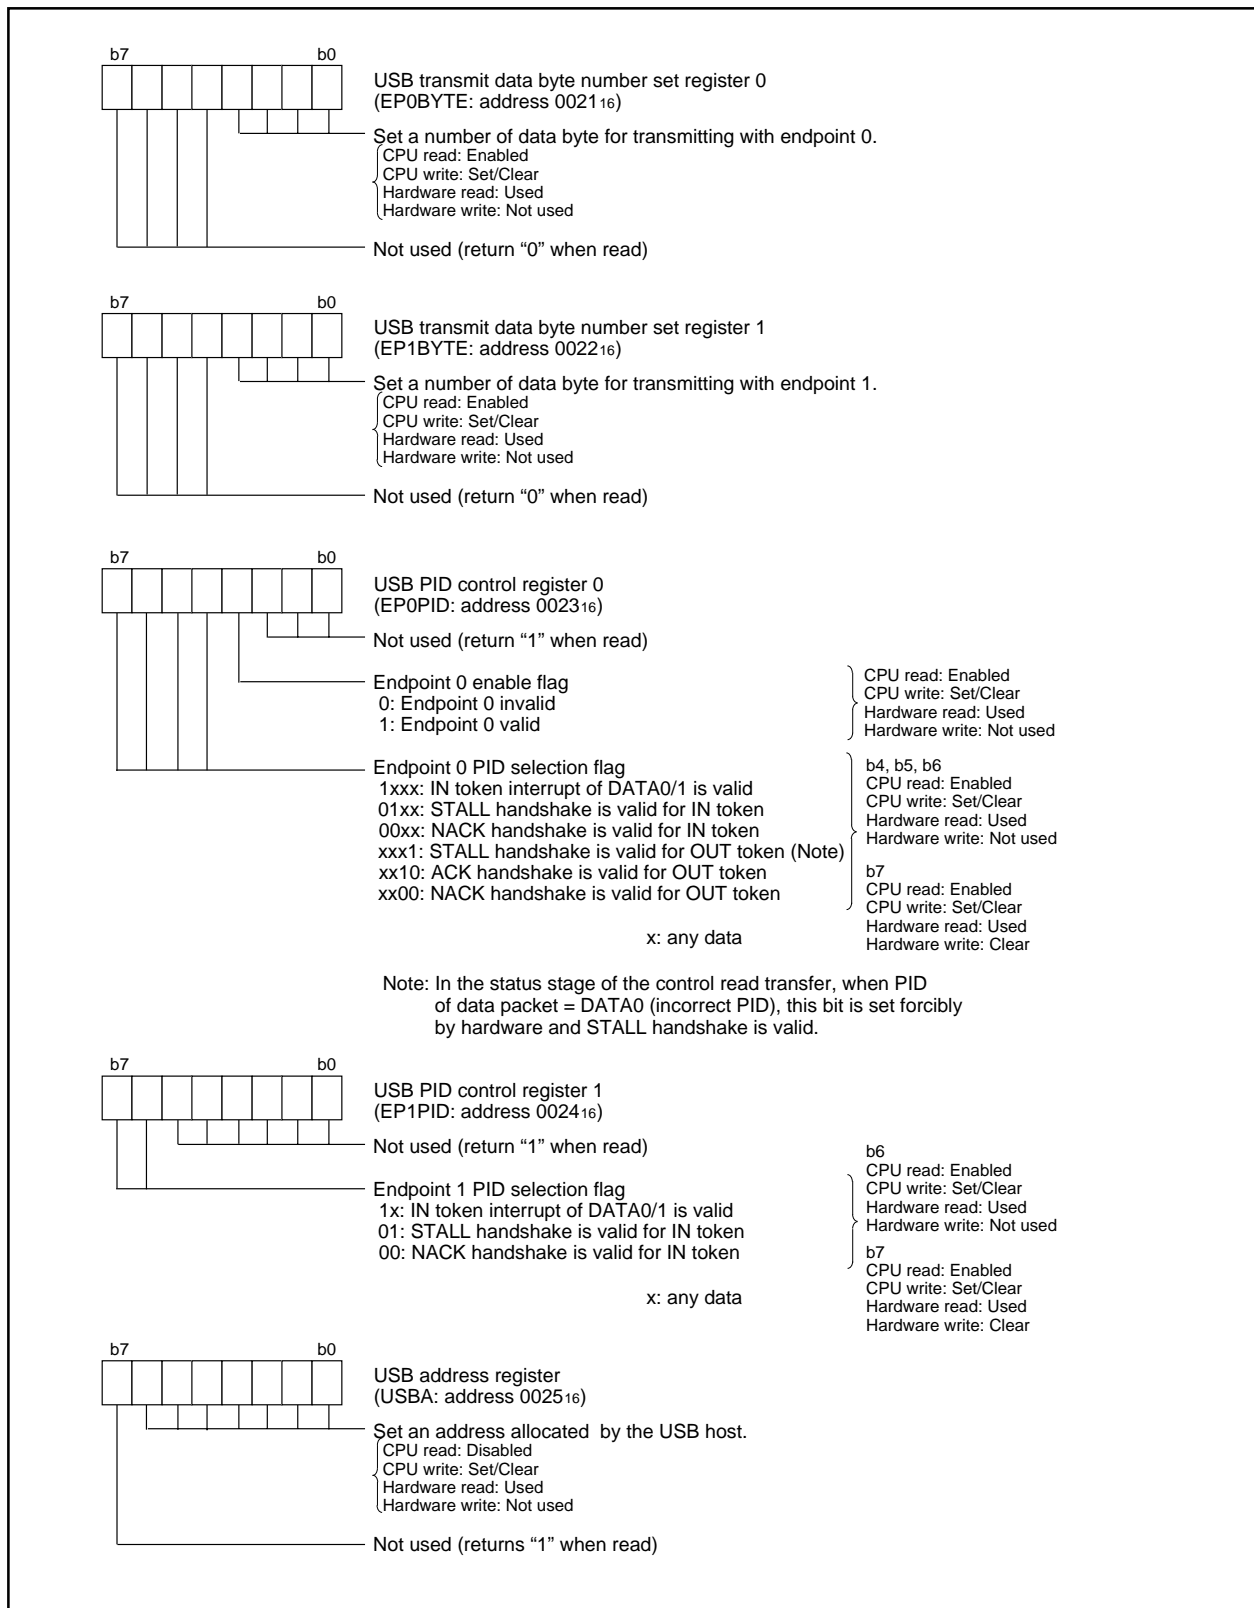 b7 b0
USB transmit data byte number set register 0
(EP0BYTE: address 002116)
Set a number of data byte for transmitting with endpoint 0.
CPU read: Enabled
CPU write: Set/Clear
Hardware read: Used
Hardware write: Not used
Not used (return “0” when read)
b7 b0
USB transmit data byte number set register 1
(EP1BYTE: address 002216)
Set a number of data byte for transmitting with endpoint 1.
CPU read: Enabled
CPU write: Set/Clear
Hardware read: Used
Hardware write: Not used
Not used (return “0” when read)
b7 b0
USB PID control register 0
(EP0PID: address 002316)
Not used (return “1” when read)
Endpoint 0 enable flag
0: Endpoint 0 invalid
1: Endpoint 0 valid
CPU read: Enabled
CPU write: Set/Clear
Hardware read: Used
Hardware write: Not used
Endpoint 0 PID selection flag
1xxx: IN token interrupt of DATA0/1 is valid
01xx: STALL handshake is valid for IN token
00xx: NACK handshake is valid for IN token
xxx1: STALL handshake is valid for OUT token (Note)
xx10: ACK handshake is valid for OUT token
xx00: NACK handshake is valid for OUT token
x: any data
b4, b5, b6
CPU read: Enabled
CPU write: Set/Clear
Hardware read: Used
Hardware write: Not used
b7
CPU read: Enabled
CPU write: Set/Clear
Hardware read: Used
Hardware write: Clear
Note: In the status stage of the control read transfer, when PID
of data packet = DATA0 (incorrect PID), this bit is set forcibly
by hardware and STALL handshake is valid.
b7 b0
USB PID control register 1
(EP1PID: address 002416)
Not used (return “1” when read)
Endpoint 1 PID selection flag
1x: IN token interrupt of DATA0/1 is valid
01: STALL handshake is valid for IN token
00: NACK handshake is valid for IN token
x: any data
b6
CPU read: Enabled
CPU write: Set/Clear
Hardware read: Used
Hardware write: Not used
b7
CPU read: Enabled
CPU write: Set/Clear
Hardware read: Used
Hardware write: Clear
b7 b0
USB address register
(USBA: address 002516)
Set an address allocated by the USB host.
CPU read: Disabled
CPU write: Set/Clear
Hardware read: Used
Hardware write: Not used
Not used (returns “1” when read)